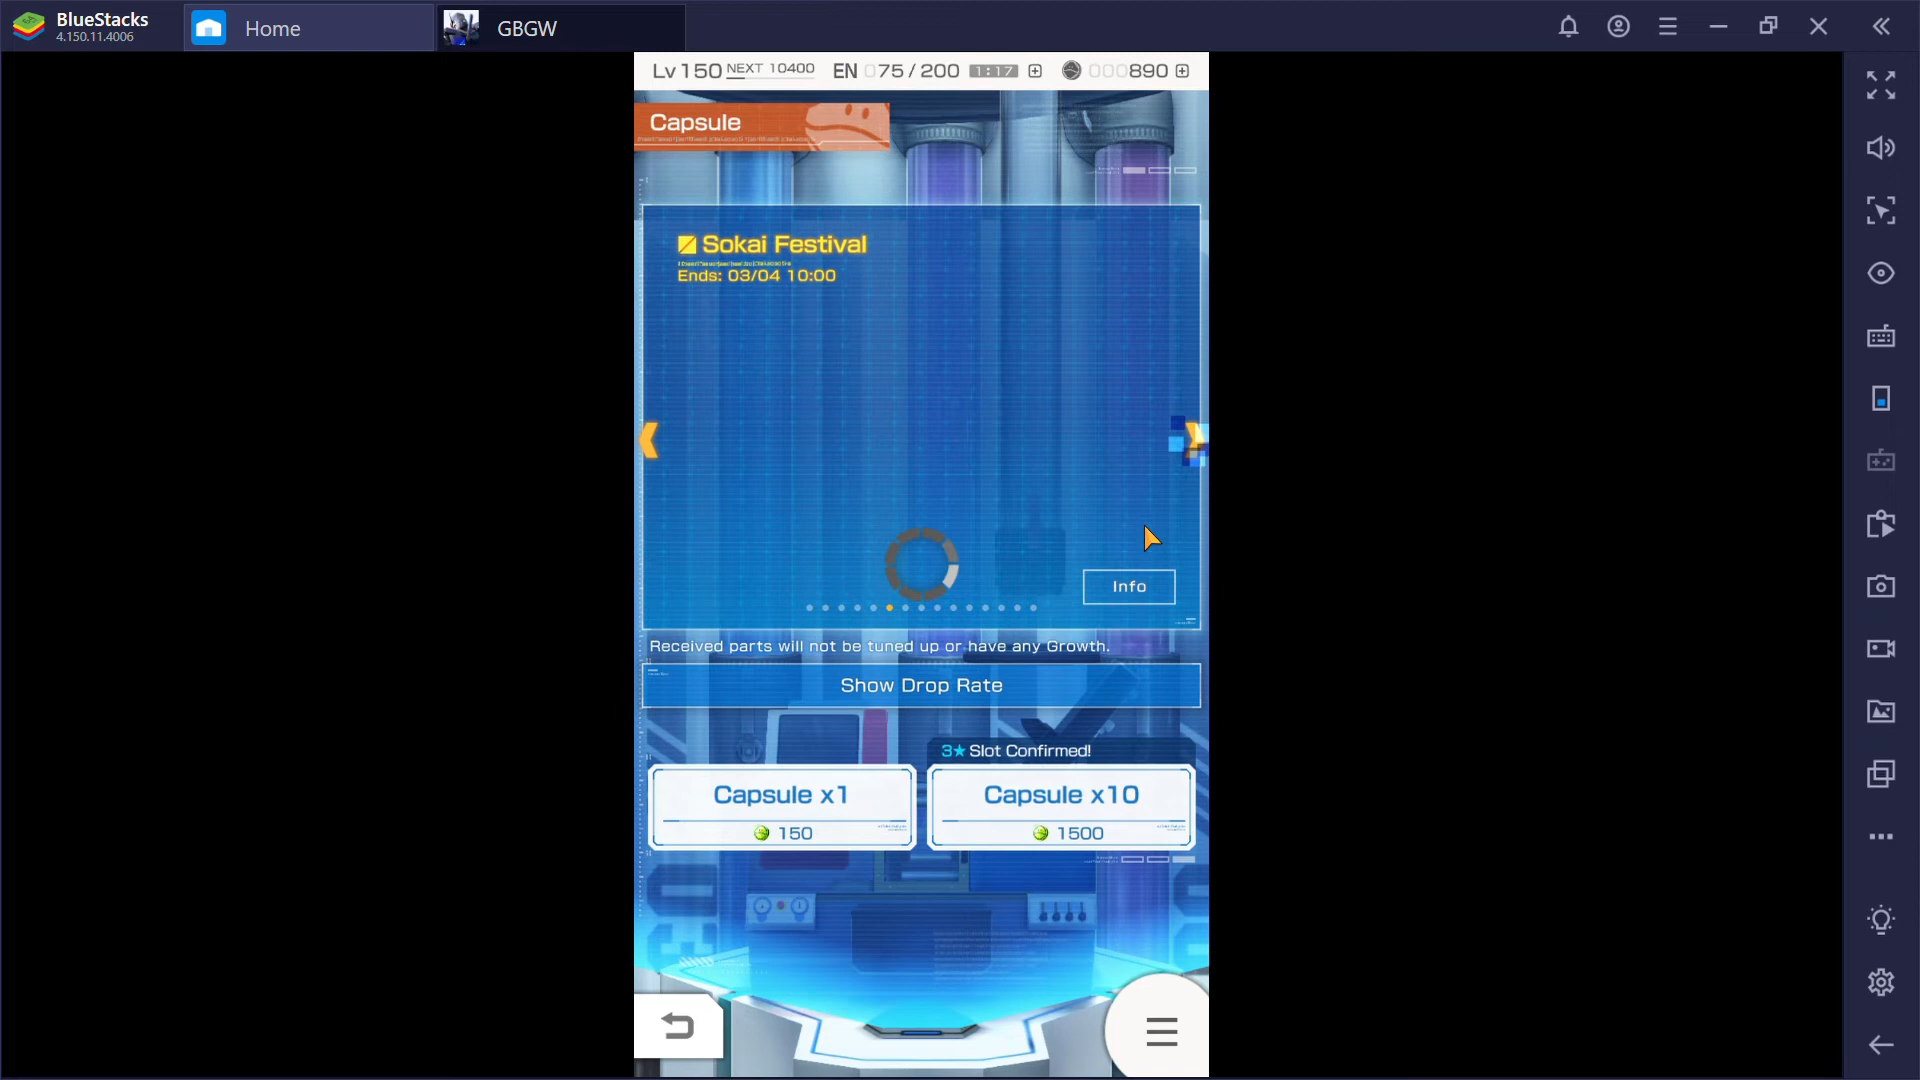 BlueStacks
4.150.11.4006
Home
GBGW
Lv 150 NEXT 10400 EN 075/200 1:17 000890
Capsule
Sokai Festival
Ends: 03/04 10:00
Info
Received parts will not be tuned up or have any Growth.
Show Drop Rate
3★ Slot Confirmed!
Capsule x1
150
Capsule x10
1500